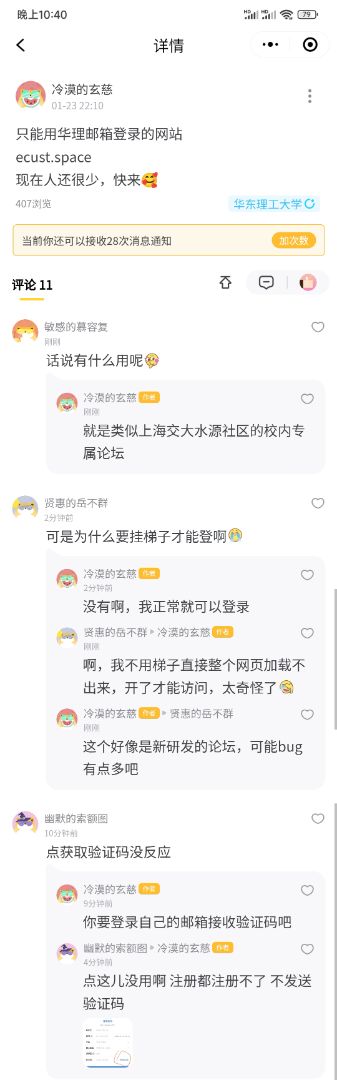 晚上10:40
HD
HD
79
详情
冷漠的玄慈
01-23 22:10
只能用华理邮箱登录的网站
ecust.space
现在人还很少，快来🥰
407浏览
华东理工大学
当前你还可以接收28次消息通知
加次数
评论 11
敏感的慕容复
刚刚
话说有什么用呢
冷漠的玄慈 作者
刚刚
就是类似上海交大水源社区的校内专
属论坛
贤惠的岳不群
2分钟前
可是为什么要挂梯子才能登啊
冷漠的玄慈 作者
2分钟前
没有啊，我正常就可以登录
贤惠的岳不群 ▸ 冷漠的玄慈 作者
刚刚
啊，我不用梯子直接整个网页加载不
出来，开了才能访问，太奇怪了
冷漠的玄慈 作者 ▸ 贤惠的岳不群
刚刚
这个好像是新研发的论坛，可能bug
有点多吧
幽默的索额图
10分钟前
点获取验证码没反应
冷漠的玄慈 作者
9分钟前
你要登录自己的邮箱接收验证码吧
幽默的索额图 ▸ 冷漠的玄慈 作者
4分钟前
点这儿没用啊 注册都注册不了 不发送
验证码